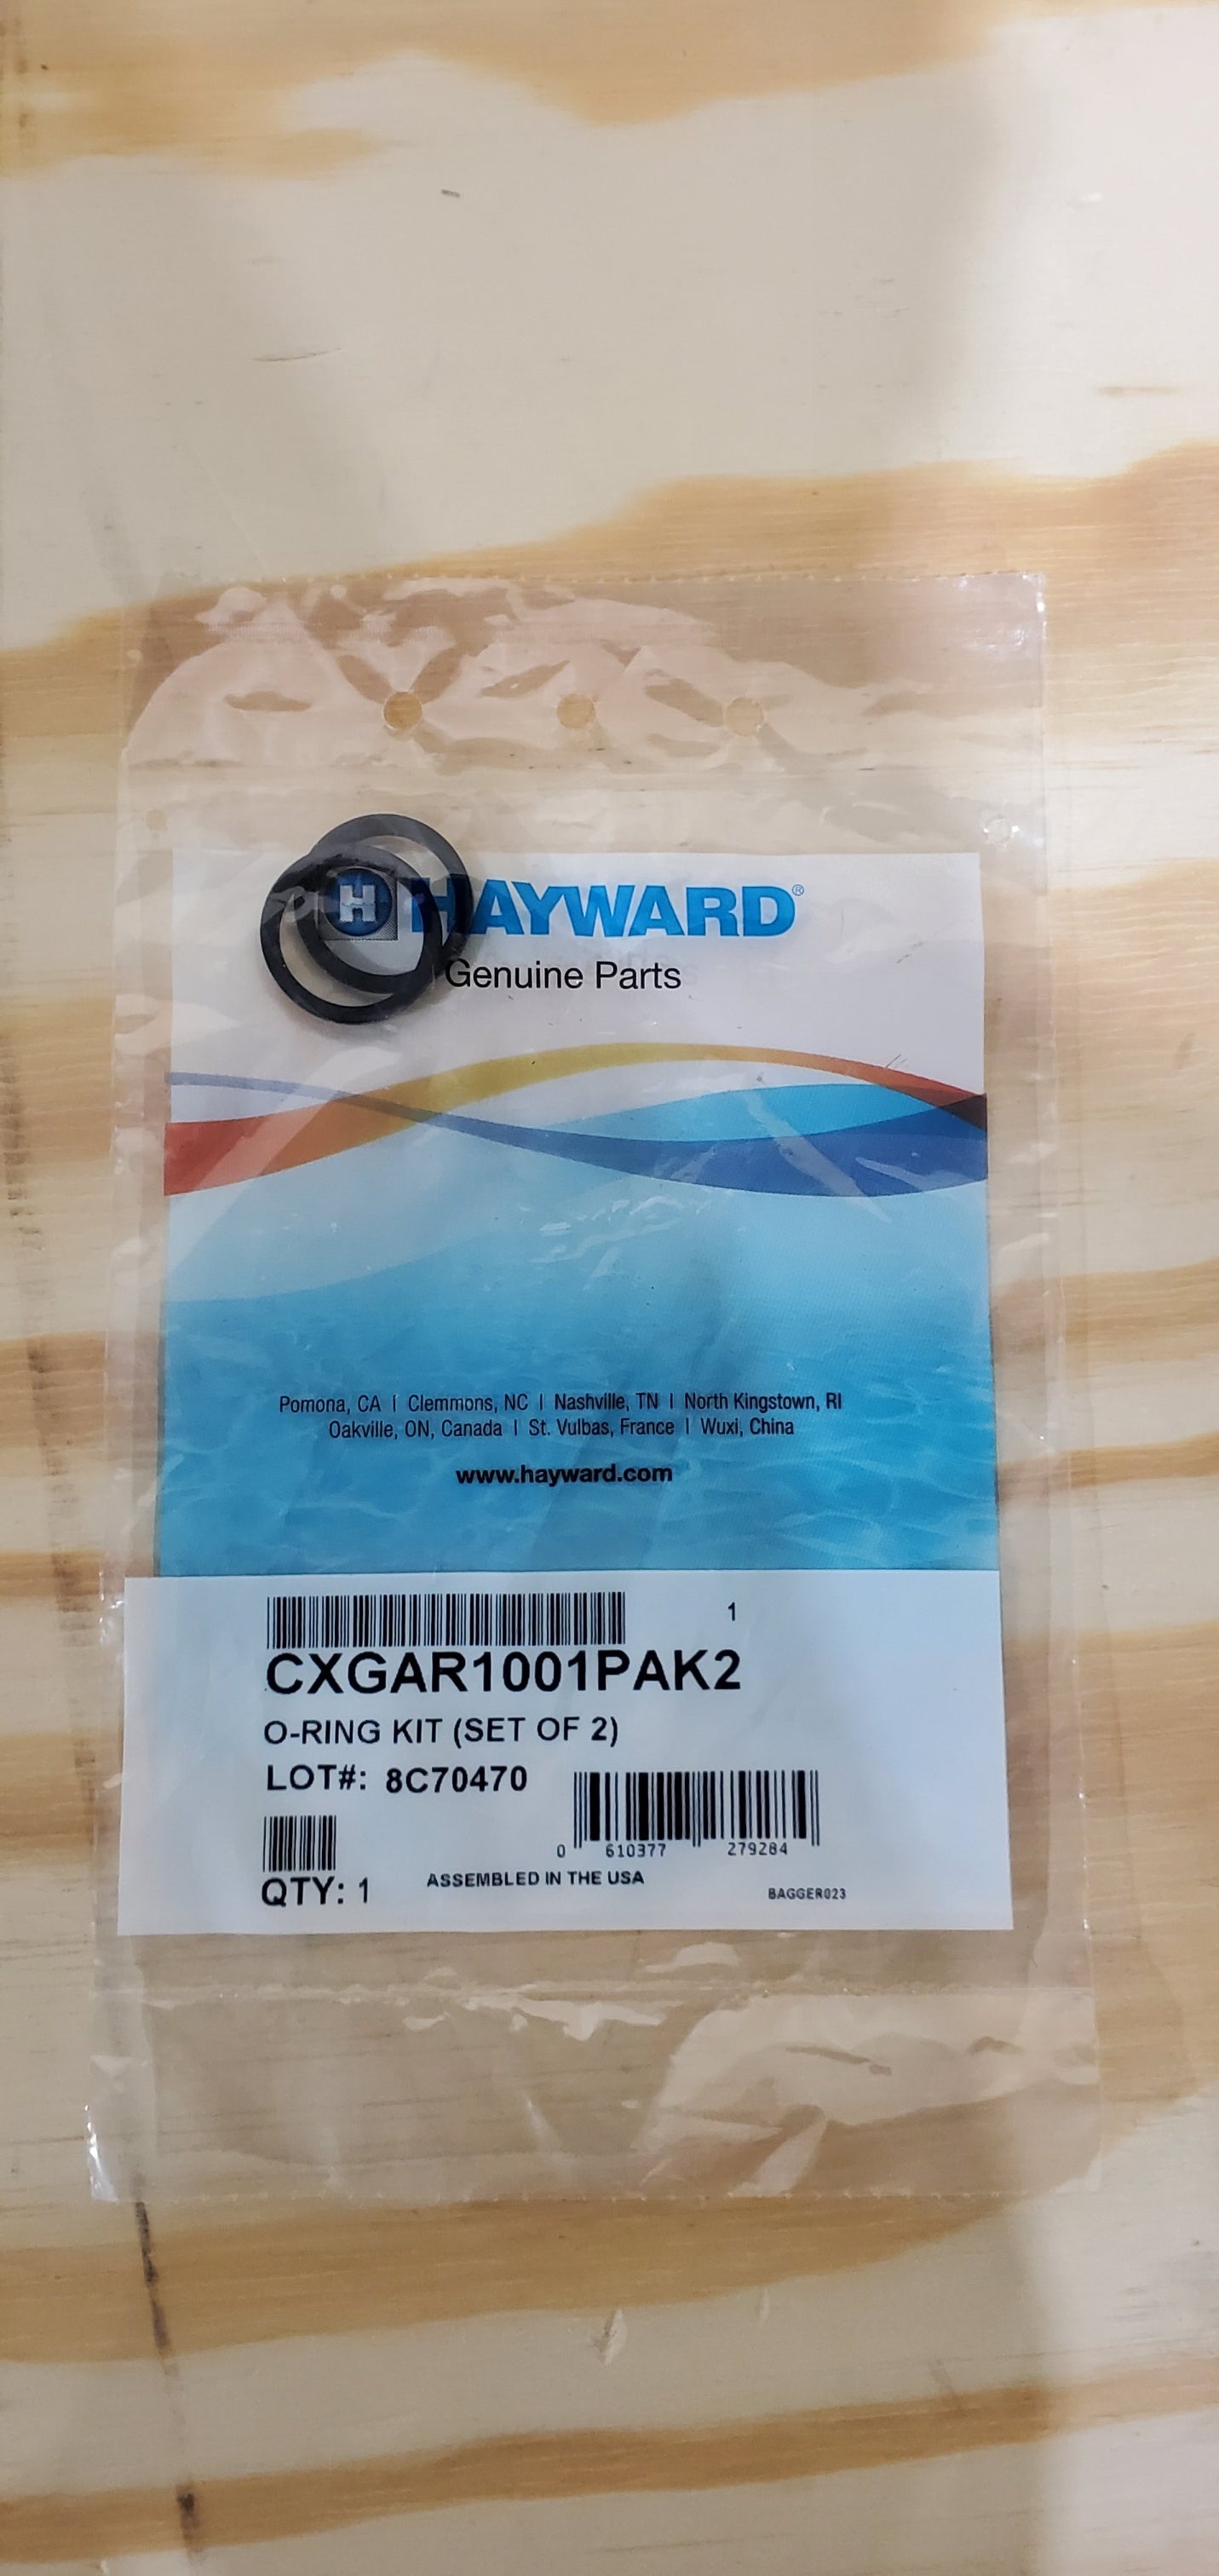 H HAYWARD®
Genuine Parts
Pomona, CA | Clemmons, NC | Nashville, TN | North Kingstown, RI
Oakville, ON, Canada | St. Vulbas, France | Wuxi, China
www.hayward.com
1
CXGAR1001PAK2
O-RING KIT (SET OF 2)
LOT#: 8C70470
0 610377 279284
QTY: 1
ASSEMBLED IN THE USA
BAGGER023